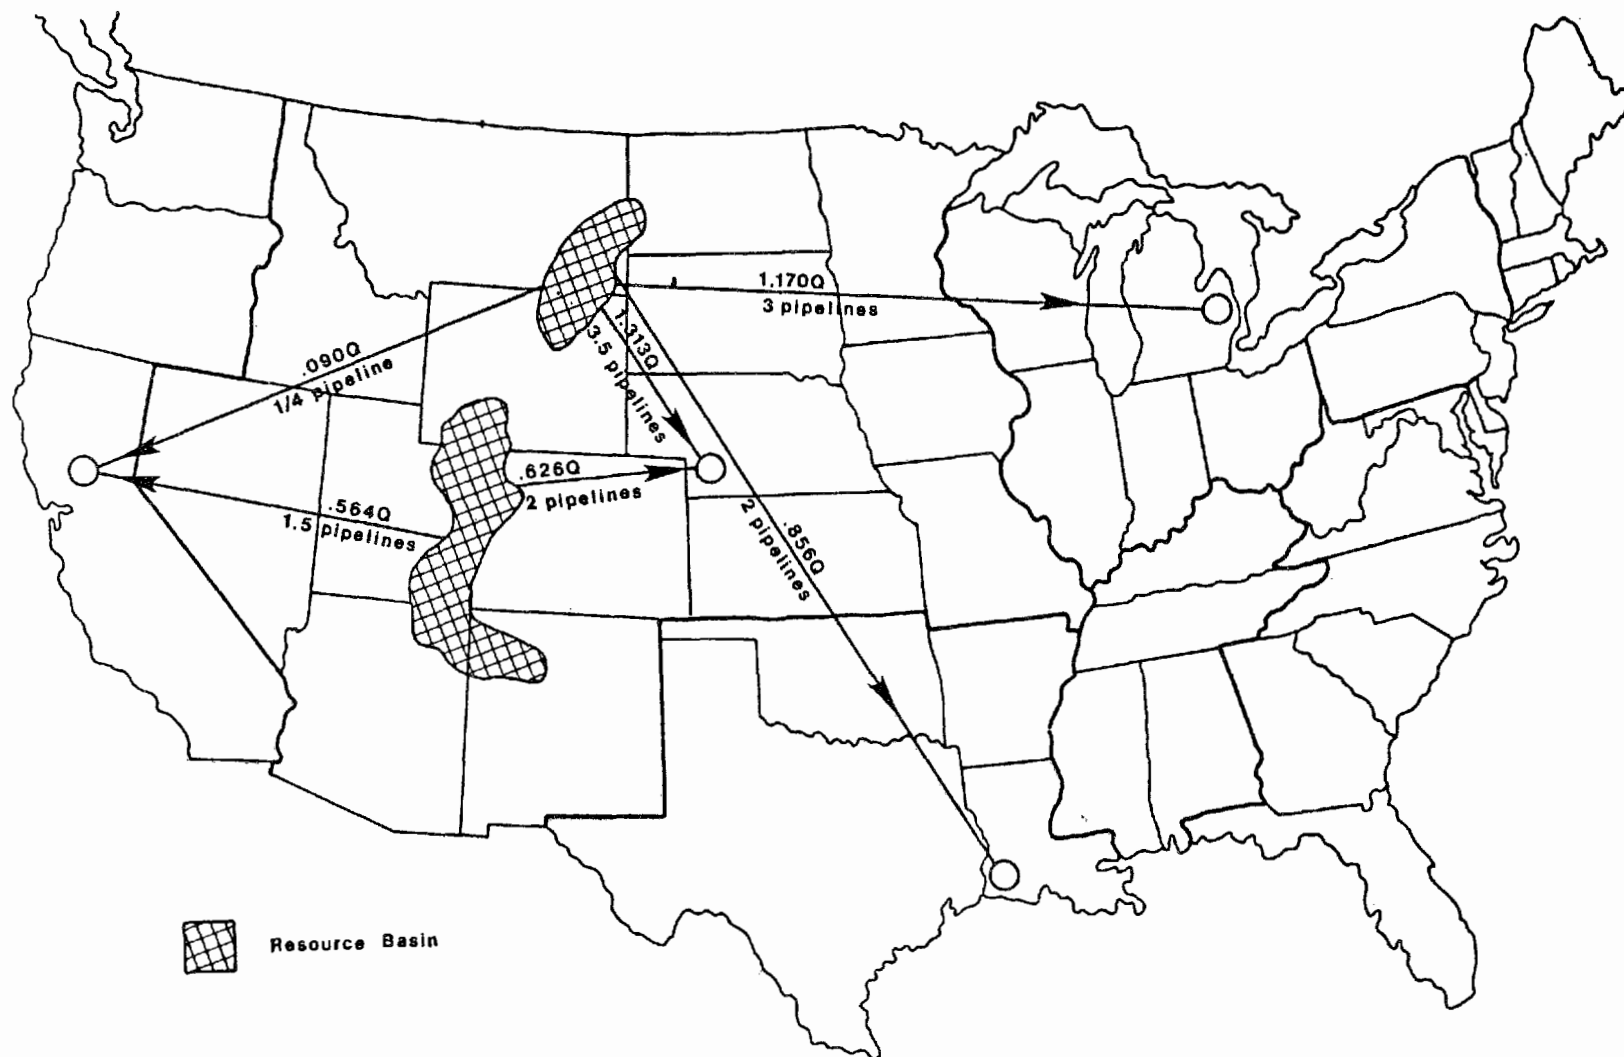 1.170Q
3 pipelines
1.313Q
3.5 pipelines
.090Q
1/4 pipeline
.626Q
2 pipelines
.564Q
1.5 pipelines
.856Q
2 pipelines
Resource Basin